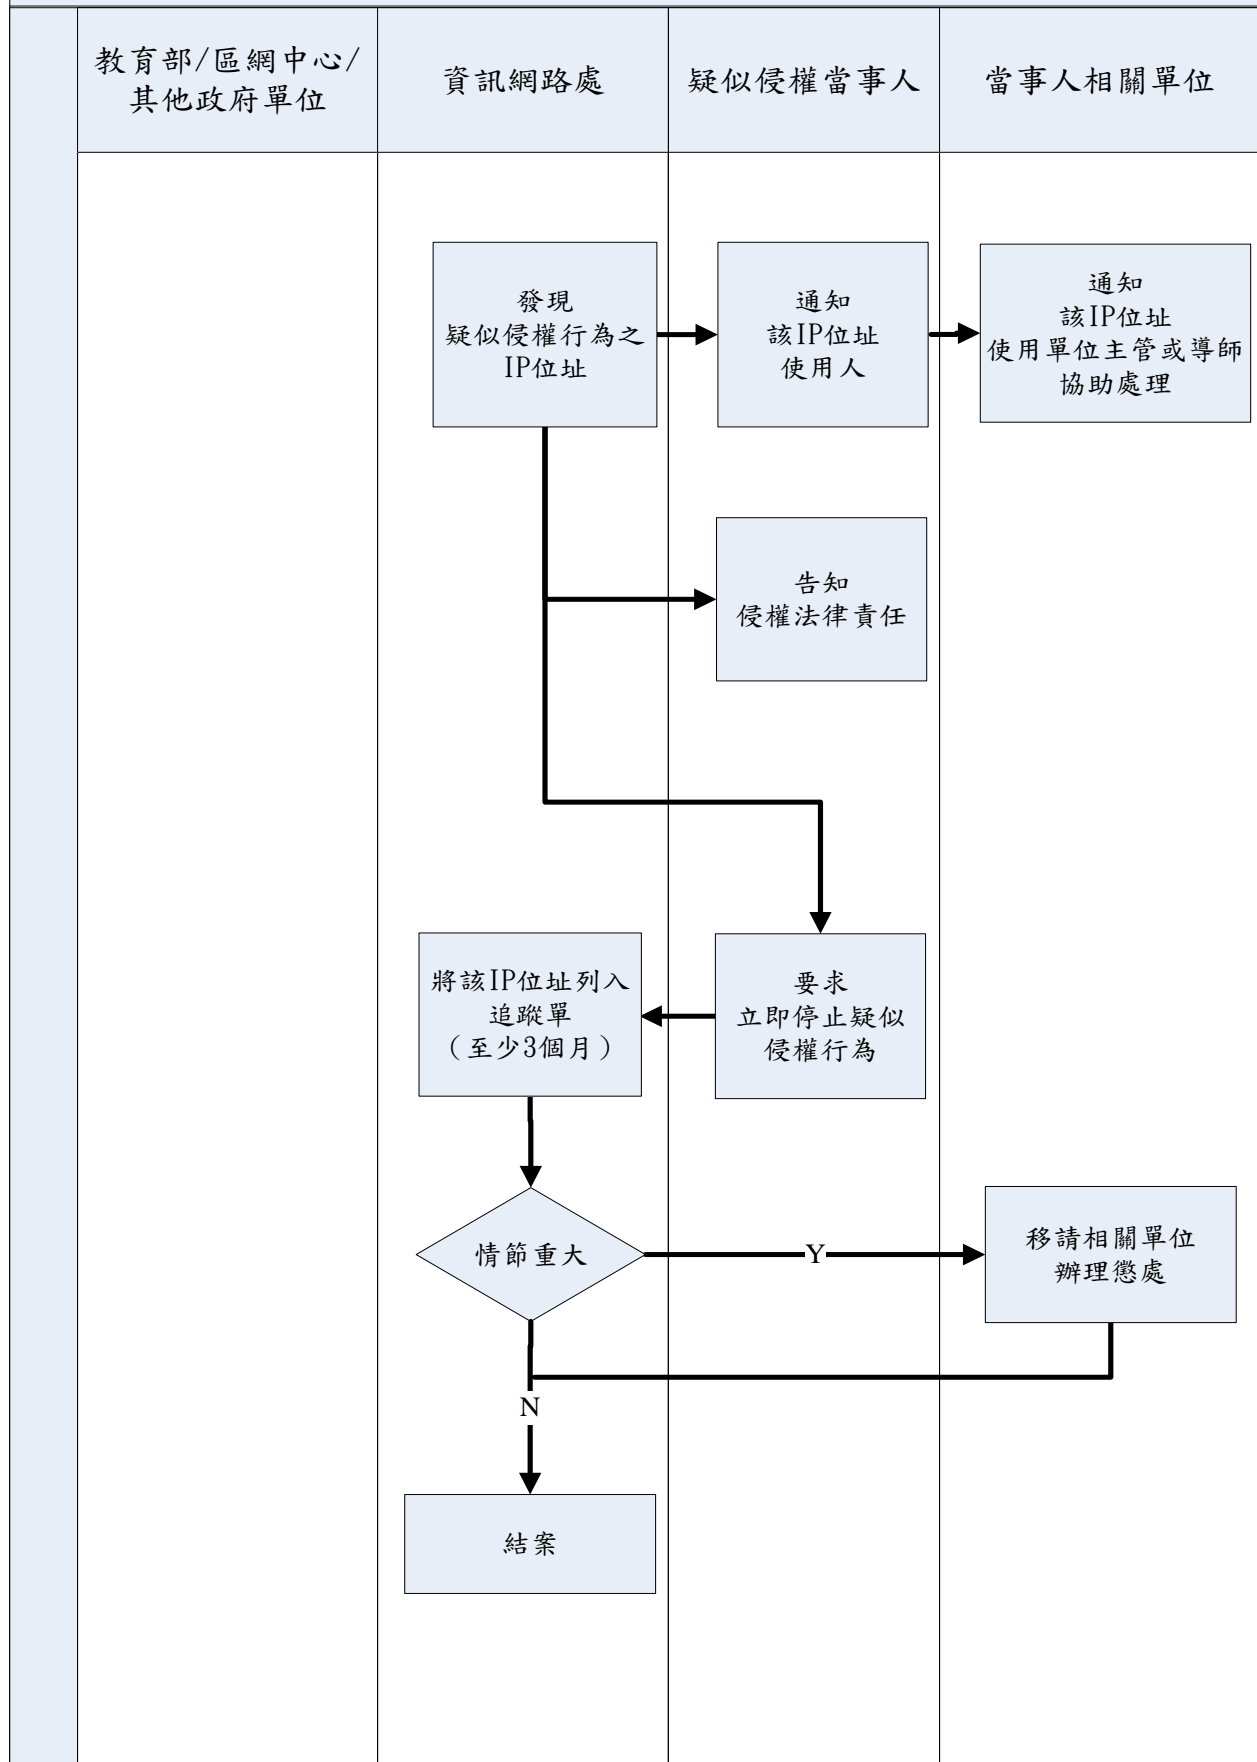 教育部/區網中心/
其他政府單位
資訊網路處
疑似侵權當事人
當事人相關單位
發現
疑似侵權行為之
IP位址
通知
該IP位址
使用人
通知
該IP位址
使用單位主管或導師
協助處理
告知
侵權法律責任
將該IP位址列入
追蹤單
（至少3個月）
要求
立即停止疑似
侵權行為
情節重大
Y
移請相關單位
辦理懲處
N
結案